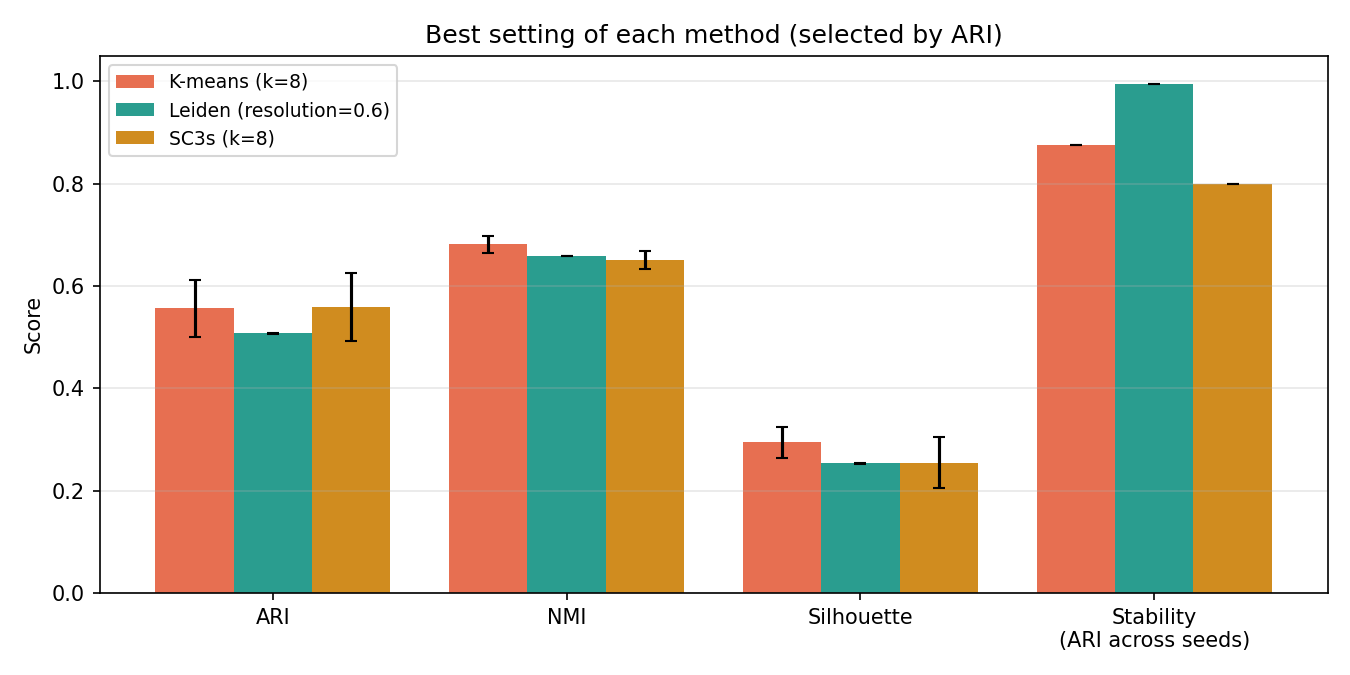 Best setting of each method (selected by ARI)
K-means (k=8)
Leiden (resolution=0.6)
SC3s (k=8)
Score
1.0
0.8
0.6
0.4
0.2
0.0
ARI
NMI
Silhouette
Stability
(ARI across seeds)